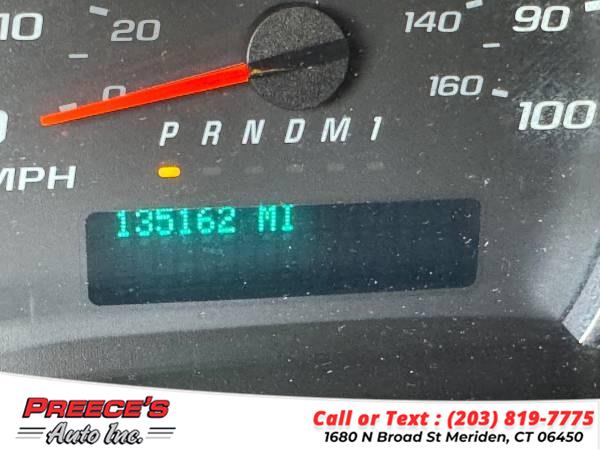 10 20 140 90
0 160 100
0
P R N D M 1
MPH
135162 MI
PREECE'S
Auto Inc.
Call or Text : (203) 819-7775
1680 N Broad St Meriden, CT 06450